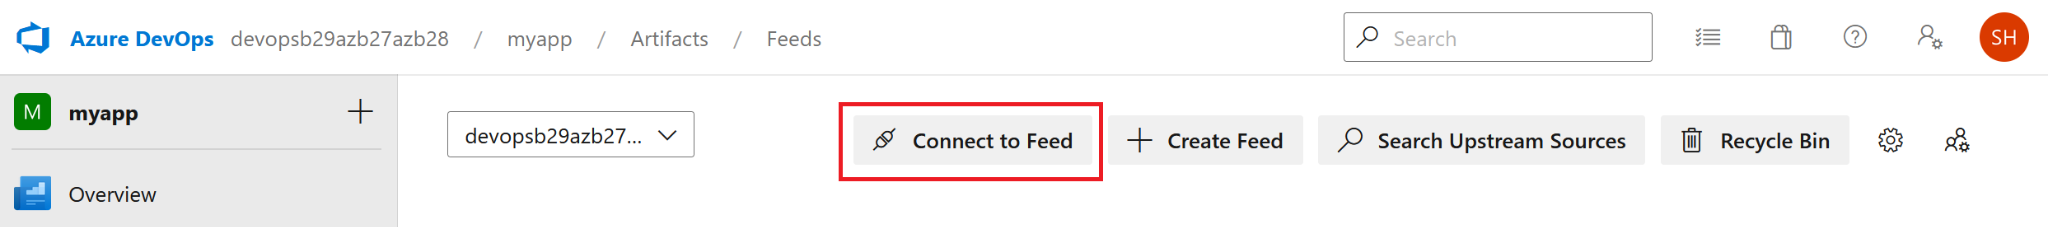 Azure DevOps devopsb29azb27azb28 / myapp / Artifacts / Feeds Search SH
M myapp
devopsb29azb27... Connect to Feed Create Feed Search Upstream Sources Recycle Bin
Overview